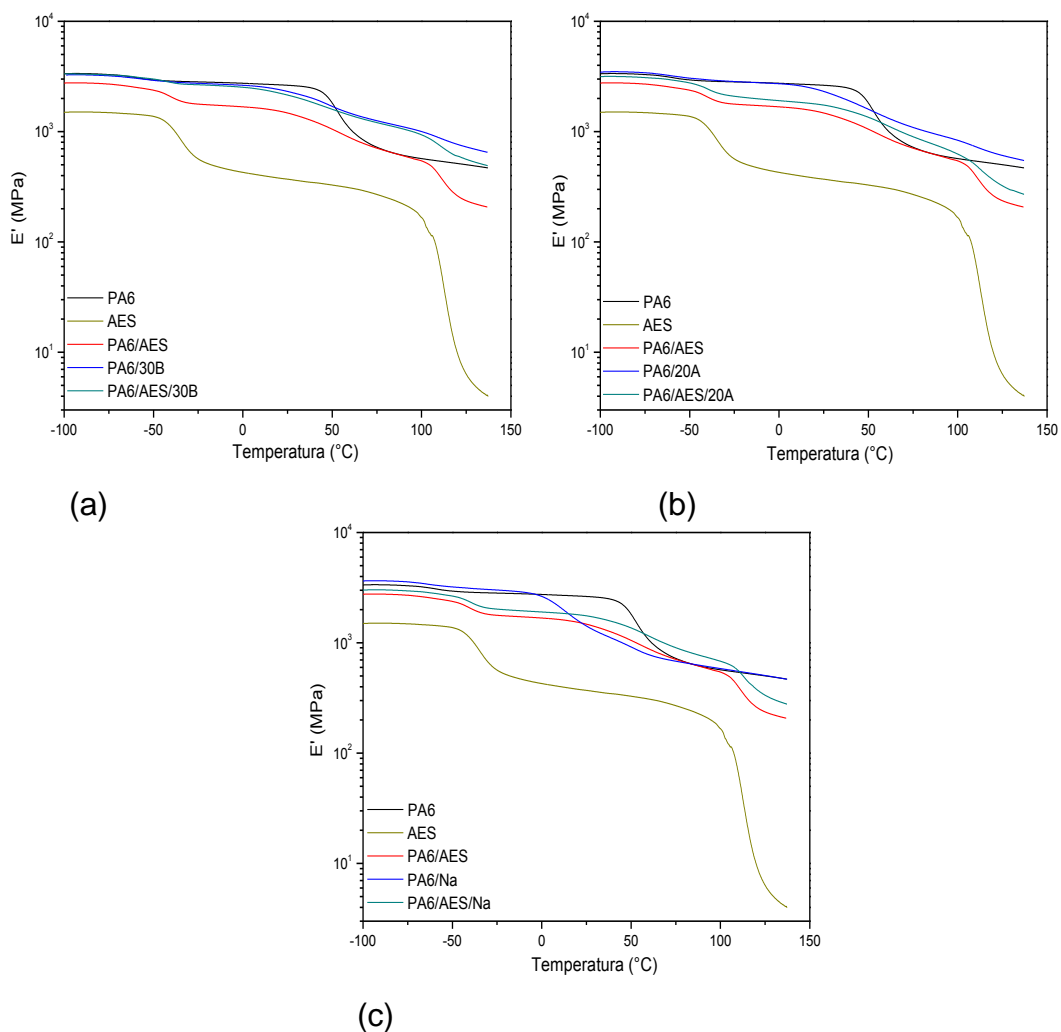 10⁴
10³
10²
10¹
E' (MPa)
PA6
AES
PA6/AES
PA6/30B
PA6/AES/30B
-100 -50 0 50 100 150
Temperatura (°C)
(a)
10⁴
10³
10²
10¹
E' (MPa)
PA6
AES
PA6/AES
PA6/20A
PA6/AES/20A
-100 -50 0 50 100 150
Temperatura (°C)
(b)
10⁴
10³
10²
10¹
E' (MPa)
PA6
AES
PA6/AES
PA6/Na
PA6/AES/Na
-100 -50 0 50 100 150
Temperatura (°C)
(c)